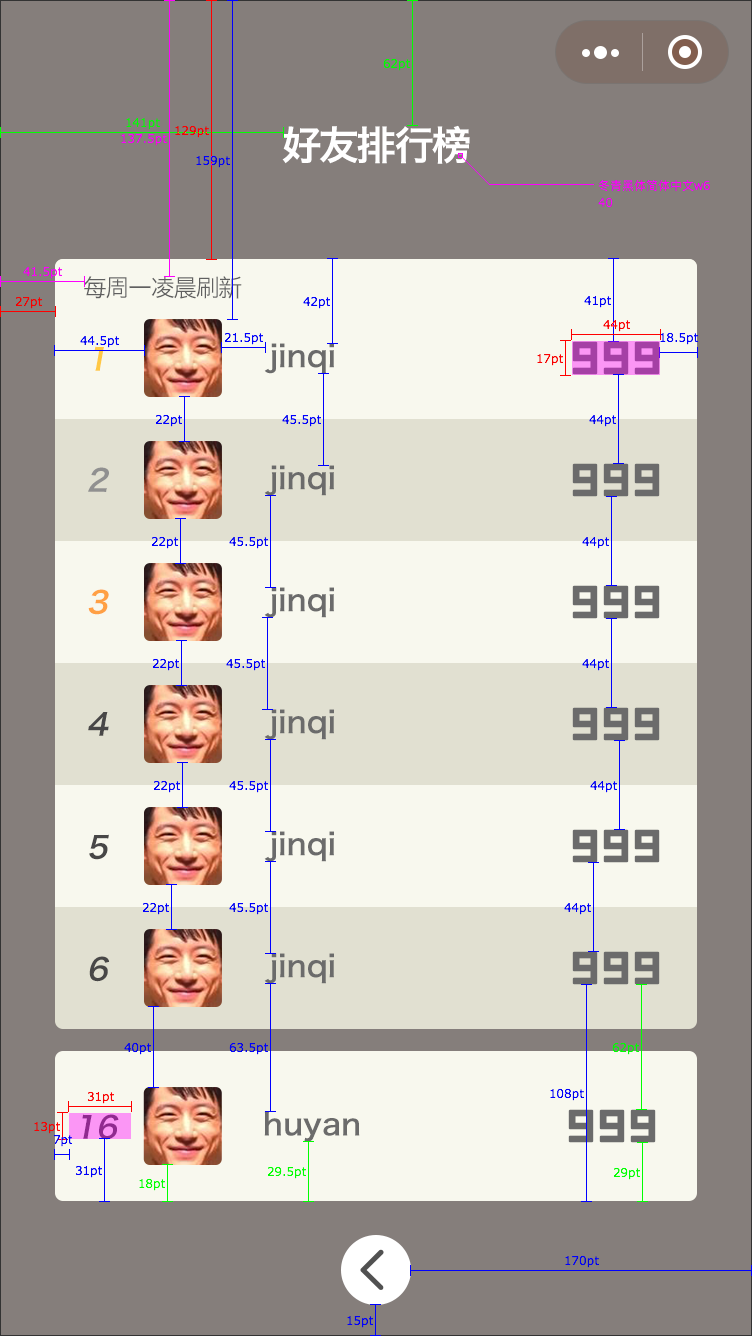 62pt
141pt
137.5pt
129pt
159pt
好友排行榜
冬青黑体简体中文w6
40
41.5pt
每周一凌晨刷新
27pt
42pt
41pt
44pt
44.5pt
21.5pt
18.5pt
1
jinqi
17pt
999
22pt
45.5pt
44pt
2
jinqi
999
22pt
45.5pt
44pt
3
jinqi
999
22pt
45.5pt
44pt
4
jinqi
999
22pt
45.5pt
44pt
5
jinqi
999
22pt
45.5pt
44pt
6
jinqi
999
40pt
63.5pt
62pt
108pt
31pt
13pt
16
huyan
999
7pt
31pt
18pt
29.5pt
29pt
170pt
15pt